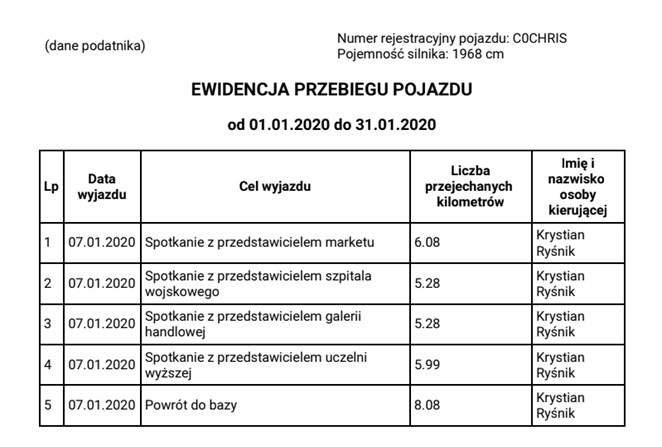 (dane podatnika)
Numer rejestracyjny pojazdu: C0CHRIS
Pojemność silnika: 1968 cm
EWIDENCJA PRZEBIEGU POJAZDU
od 01.01.2020 do 31.01.2020
Lp
Data
wyjazdu
Cel wyjazdu
Liczba
przejechanych
kilometrów
Imię i
nazwisko
osoby
kierującej
1
07.01.2020
Spotkanie z przedstawicielem marketu
6.08
Krystian
Ryśnik
2
07.01.2020
Spotkanie z przedstawicielem szpitala
wojskowego
5.28
Krystian
Ryśnik
3
07.01.2020
Spotkanie z przedstawicielem galerii
handlowej
5.28
Krystian
Ryśnik
4
07.01.2020
Spotkanie z przedstawicielem uczelni
wyższej
5.99
Krystian
Ryśnik
5
07.01.2020
Powrót do bazy
8.08
Krystian
Ryśnik